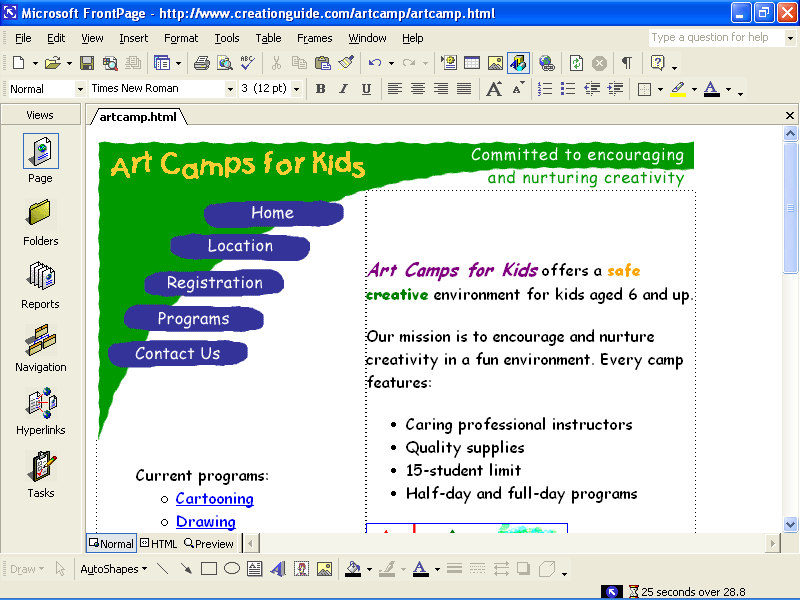 Microsoft FrontPage - http://www.creationguide.com/artcamp/artcamp.html
File Edit View Insert Format Tools Table Frames Window Help
Type a question for help
Normal Times New Roman 3 (12 pt) B I U A A A
Views
artcamp.html
Page
Folders
Reports
Navigation
Hyperlinks
Tasks
Art Camps for Kids
Committed to encouraging
and nurturing creativity
Home
Location
Registration
Programs
Contact Us
Art Camps for Kids offers a safe
creative environment for kids aged 6 and up.
Our mission is to encourage and nurture
creativity in a fun environment. Every camp
features:
• Caring professional instructors
• Quality supplies
• 15-student limit
• Half-day and full-day programs
Current programs:
Cartooning
Drawing
Normal HTML Preview
Draw AutoShapes A
25 seconds over 28.8